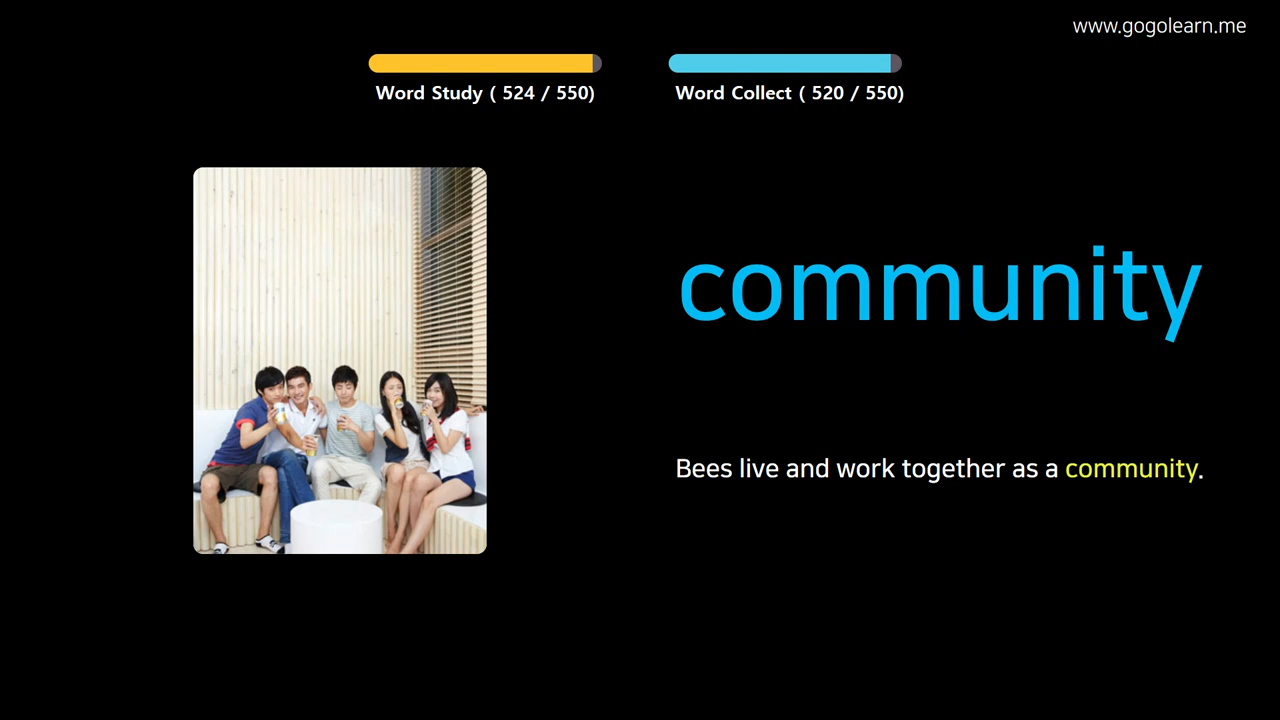 www.gogolearn.me
Word Study ( 524 / 550)
Word Collect ( 520 / 550)
community
Bees live and work together as a community.